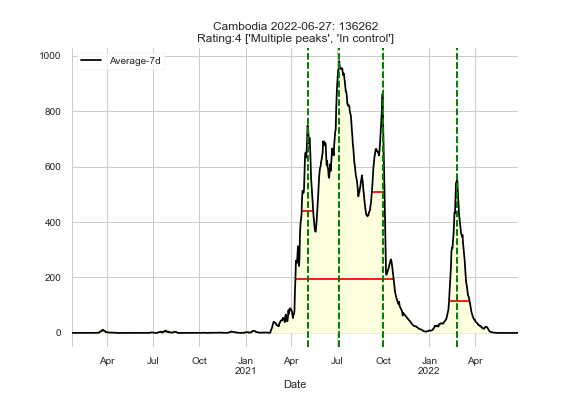 Cambodia 2022-06-27: 136262
Rating:4 ['Multiple peaks', 'In control']
Average-7d
1000
800
600
400
200
0
Apr Jul Oct Jan Apr Jul Oct Jan Apr
2021 2022
Date